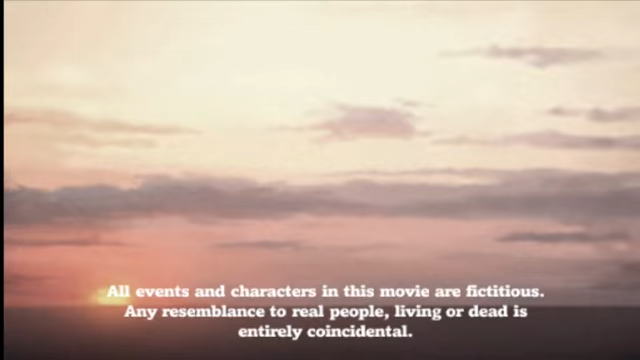 All events and characters in this movie are fictitious.
Any resemblance to real people, living or dead is
entirely coincidental.